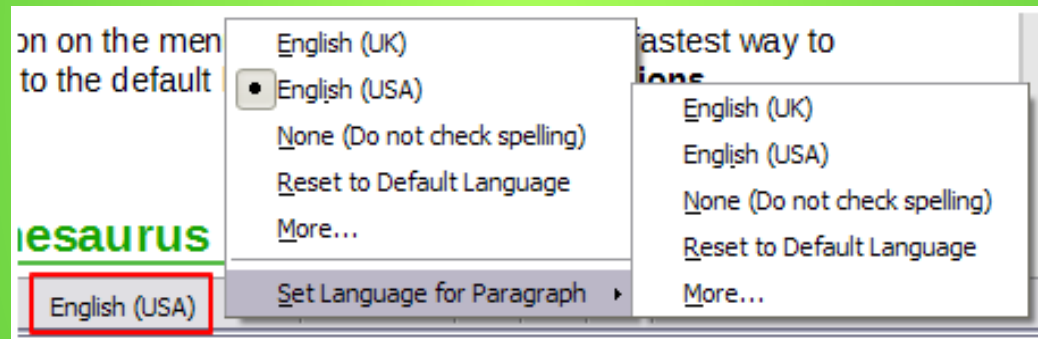 on on the men
fastest way to
to the default
ions
English (UK)
English (USA)
None (Do not check spelling)
Reset to Default Language
More...
Set Language for Paragraph
English (UK)
English (USA)
None (Do not check spelling)
Reset to Default Language
More...
hesaurus
English (USA)